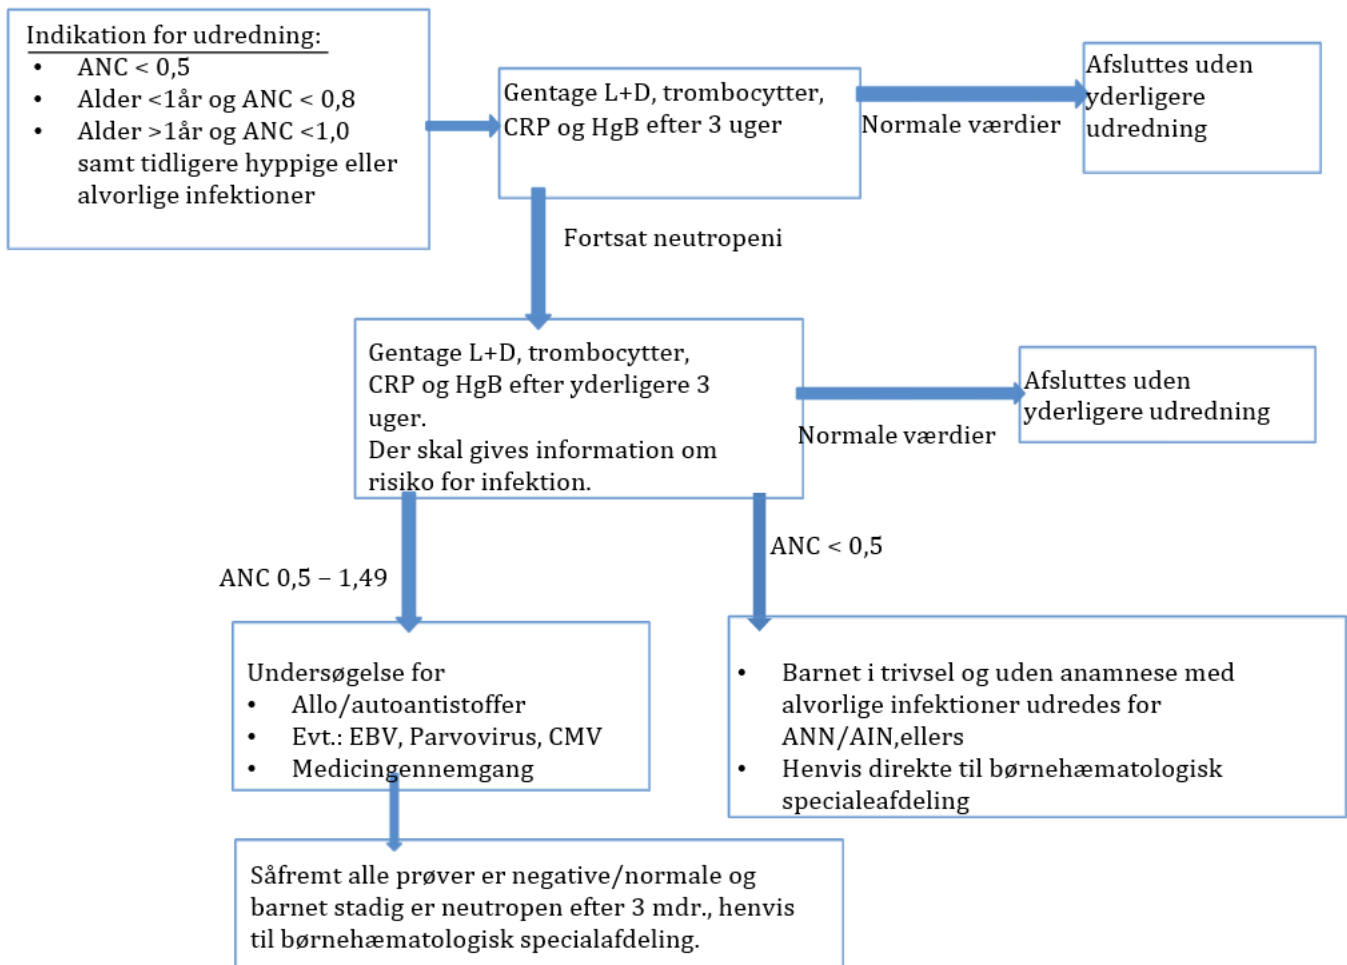 Indikation for udredning:
• ANC < 0,5
• Alder <1år og ANC < 0,8
• Alder >1år og ANC <1,0
samt tidligere hyppige eller
alvorlige infektioner
Gentage L+D, trombocytter,
CRP og HgB efter 3 uger
Normale værdier
Afsluttes uden
yderligere
udredning
Fortsat neutropeni
Gentage L+D, trombocytter,
CRP og HgB efter yderligere 3
uger.
Der skal gives information om
risiko for infektion.
Normale værdier
Afsluttes uden
yderligere udredning
ANC 0,5 – 1,49
ANC < 0,5
Undersøgelse for
• Allo/autoantistoffer
• Evt.: EBV, Parvovirus, CMV
• Medicingennemgang
• Barnet i trivsel og uden anamnese med
alvorlige infektioner udredes for
ANN/AIN,ellers
• Henvis direkte til børnehæmatologisk
specialeafdeling
Såfremt alle prøver er negative/normale og
barnet stadig er neutropen efter 3 mdr., henvis
til børnehæmatologisk specialafdeling.